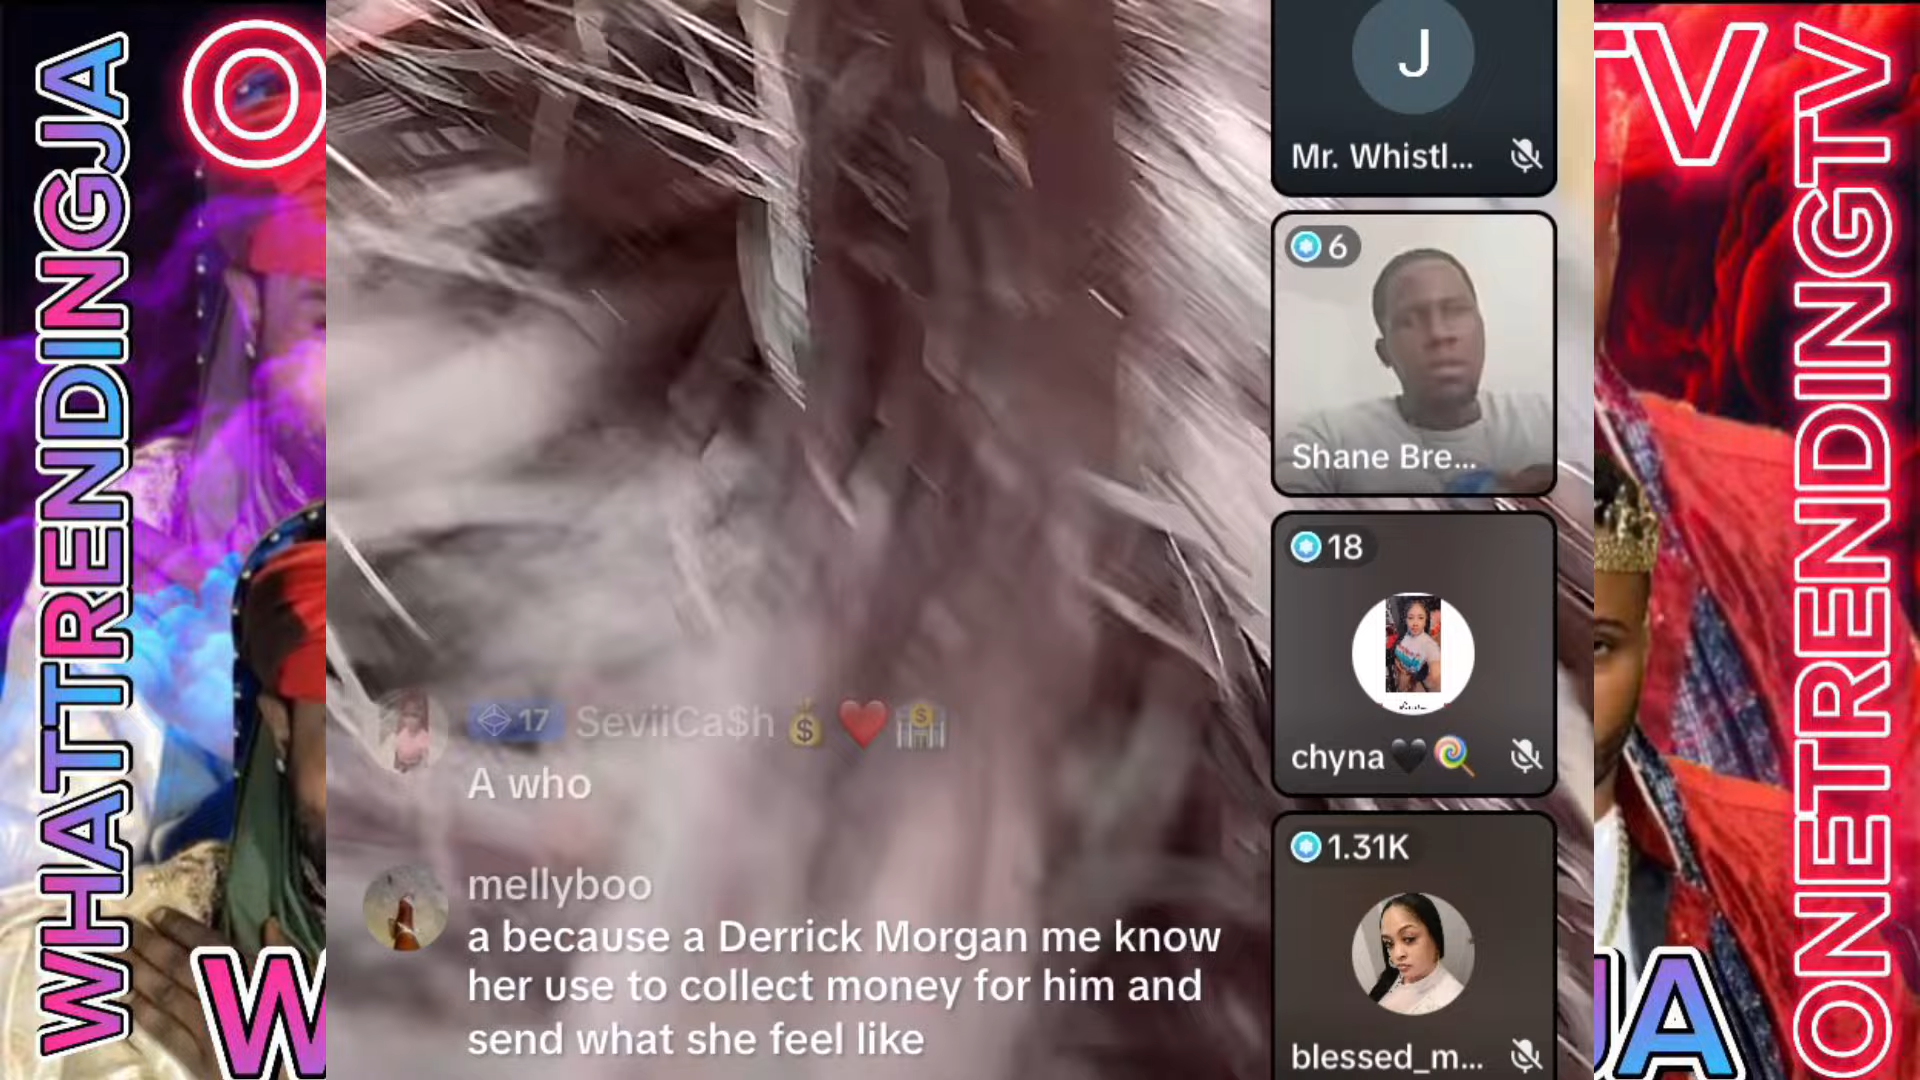 WHATTRENDINGJA
O
W
17 SeviiCa$h 💰❤️🏦
A who
mellyboo
a because a Derrick Morgan me know
her use to collect money for him and
send what she feel like
J
Mr. Whistl...
6
Shane Bre...
18
chyna🖤🍭
1.31K
blessed_m...
TV
JA
ONETRENDINGTV